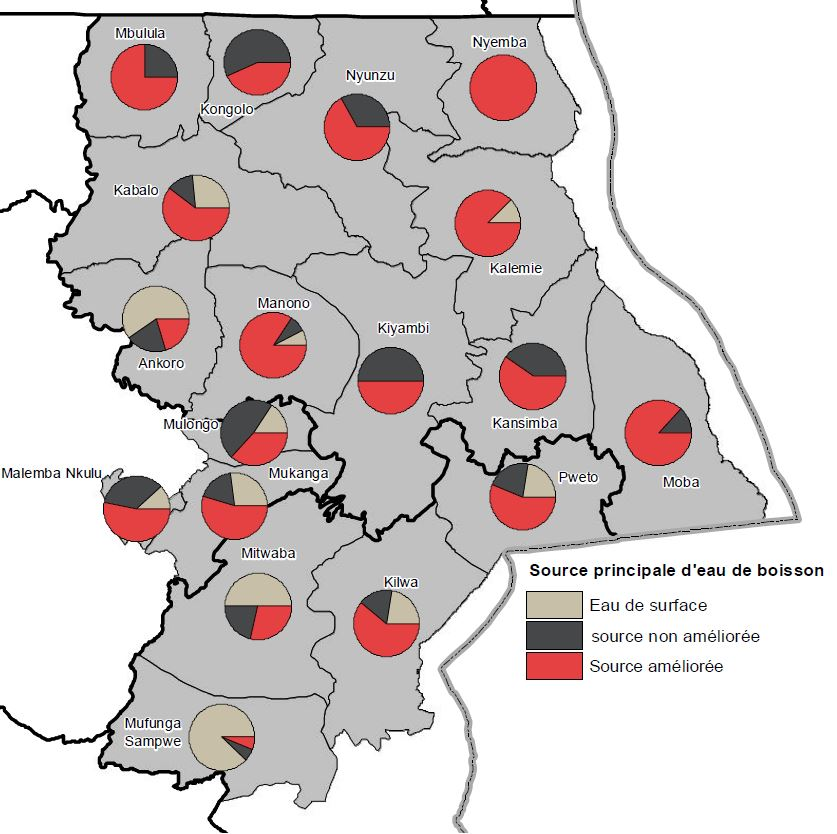 Mbulula
Nyemba
Nyunzu
Kongolo
Kabalo
Kalemie
Manono
Kiyambi
Ankoro
Kansimba
Mulongo
Malemba Nkulu
Mukanga
Pweto
Moba
Mitwaba
Kilwa
Mufunga
Sampwe
Source principale d'eau de boisson
Eau de surface
source non améliorée
Source améliorée